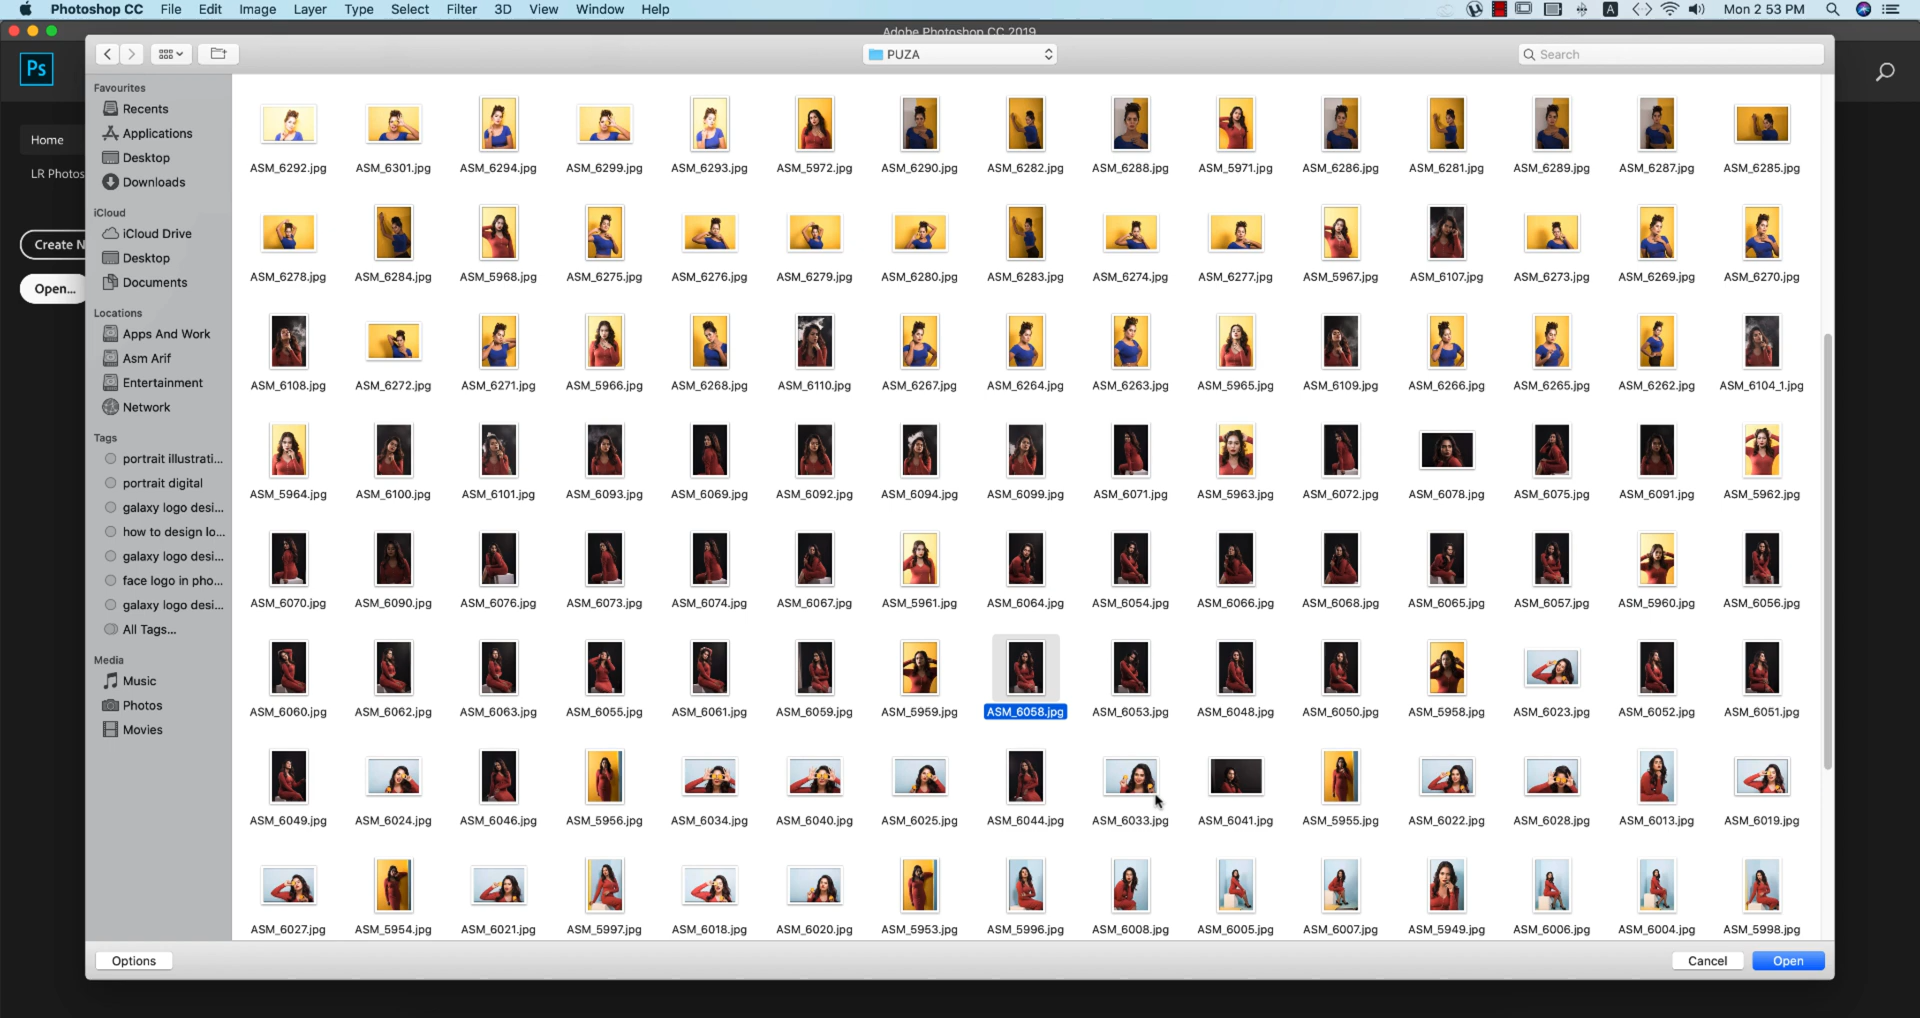 Photoshop CC File Edit Image Layer Type Select Filter 3D View Window Help A Mon 2 53 PM
Adobe Photoshop CC 2019
Ps
PUZA
Search
Home
LR Photos
Create N
Open...
Favourites
Recents
Applications
Desktop
Downloads
iCloud
iCloud Drive
Desktop
Documents
Locations
Apps And Work
Asm Arif
Entertainment
Network
Tags
portrait illustrati...
portrait digital
galaxy logo desi...
how to design lo...
galaxy logo desi...
face logo in pho...
galaxy logo desi...
All Tags...
Media
Music
Photos
Movies
ASM_6292.jpg ASM_6301.jpg ASM_6294.jpg ASM_6299.jpg ASM_6293.jpg ASM_5972.jpg ASM_6290.jpg ASM_6282.jpg ASM_6288.jpg ASM_5971.jpg ASM_6286.jpg ASM_6281.jpg ASM_6289.jpg ASM_6287.jpg ASM_6285.jpg
ASM_6278.jpg ASM_6284.jpg ASM_5968.jpg ASM_6275.jpg ASM_6276.jpg ASM_6279.jpg ASM_6280.jpg ASM_6283.jpg ASM_6274.jpg ASM_6277.jpg ASM_5967.jpg ASM_6107.jpg ASM_6273.jpg ASM_6269.jpg ASM_6270.jpg
ASM_6108.jpg ASM_6272.jpg ASM_6271.jpg ASM_5966.jpg ASM_6268.jpg ASM_6110.jpg ASM_6267.jpg ASM_6264.jpg ASM_6263.jpg ASM_5965.jpg ASM_6109.jpg ASM_6266.jpg ASM_6265.jpg ASM_6262.jpg ASM_6104_1.jpg
ASM_5964.jpg ASM_6100.jpg ASM_6101.jpg ASM_6093.jpg ASM_6069.jpg ASM_6092.jpg ASM_6094.jpg ASM_6099.jpg ASM_6071.jpg ASM_5963.jpg ASM_6072.jpg ASM_6078.jpg ASM_6075.jpg ASM_6091.jpg ASM_5962.jpg
ASM_6070.jpg ASM_6090.jpg ASM_6076.jpg ASM_6073.jpg ASM_6074.jpg ASM_6067.jpg ASM_5961.jpg ASM_6064.jpg ASM_6054.jpg ASM_6066.jpg ASM_6068.jpg ASM_6065.jpg ASM_6057.jpg ASM_5960.jpg ASM_6056.jpg
ASM_6060.jpg ASM_6062.jpg ASM_6063.jpg ASM_6055.jpg ASM_6061.jpg ASM_6059.jpg ASM_5959.jpg ASM_6058.jpg ASM_6053.jpg ASM_6048.jpg ASM_6050.jpg ASM_5958.jpg ASM_6023.jpg ASM_6052.jpg ASM_6051.jpg
ASM_6049.jpg ASM_6024.jpg ASM_6046.jpg ASM_5956.jpg ASM_6034.jpg ASM_6040.jpg ASM_6025.jpg ASM_6044.jpg ASM_6033.jpg ASM_6041.jpg ASM_5955.jpg ASM_6022.jpg ASM_6028.jpg ASM_6013.jpg ASM_6019.jpg
ASM_6027.jpg ASM_5954.jpg ASM_6021.jpg ASM_5997.jpg ASM_6018.jpg ASM_6020.jpg ASM_5953.jpg ASM_5996.jpg ASM_6008.jpg ASM_6005.jpg ASM_6007.jpg ASM_5949.jpg ASM_6006.jpg ASM_6004.jpg ASM_5998.jpg
Options Cancel Open